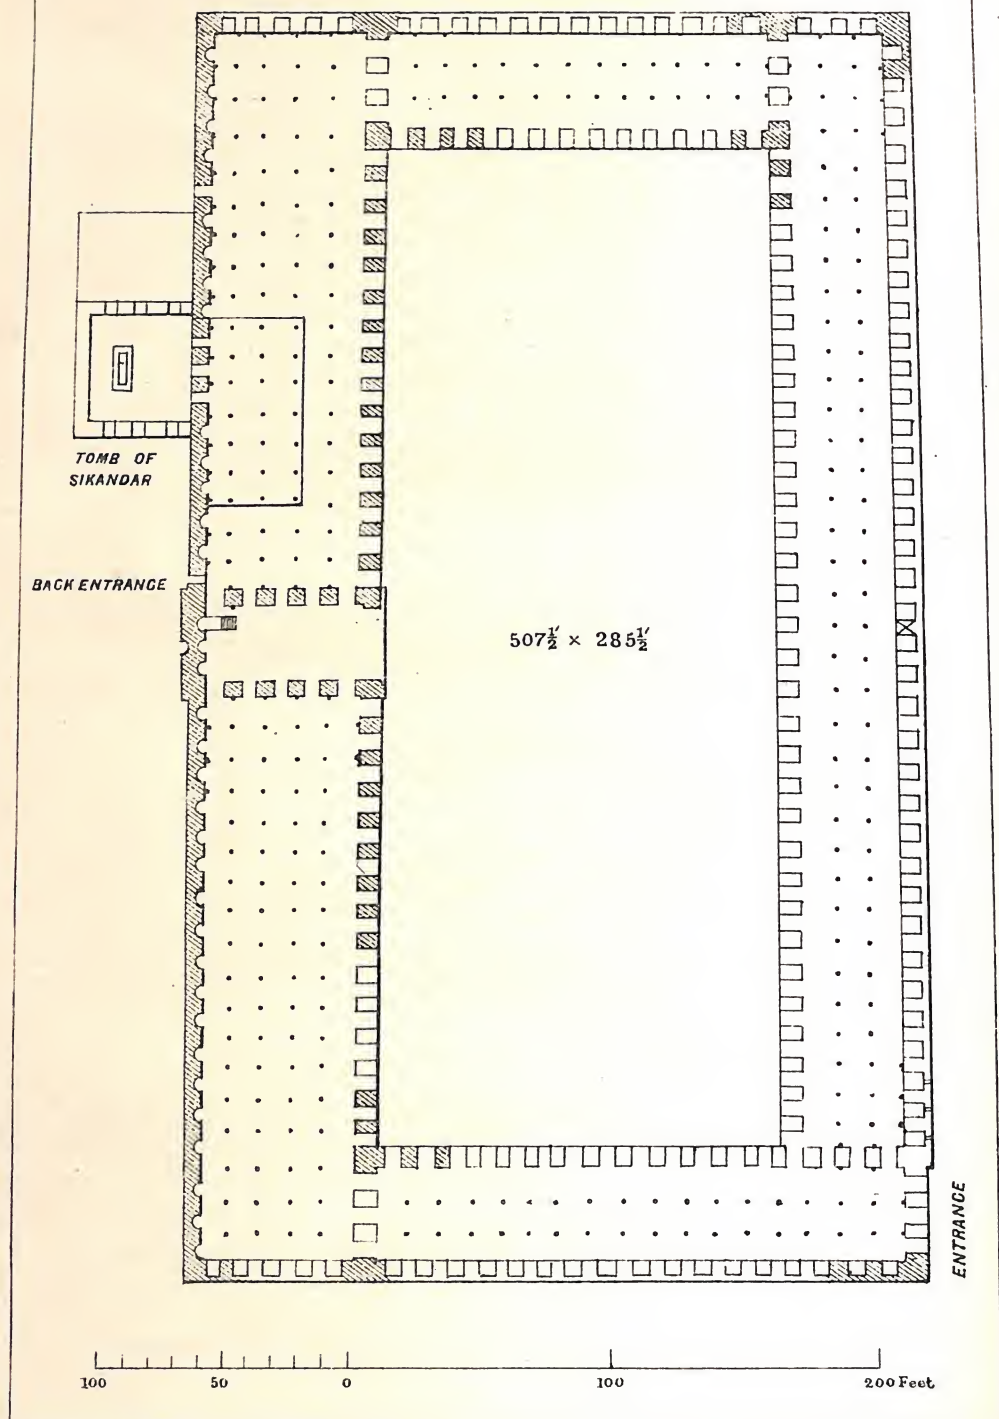 TOMB OF
SIKANDAR
BACK ENTRANCE
507½′ × 285½′
ENTRANCE
100 50 0 100 200 Feet